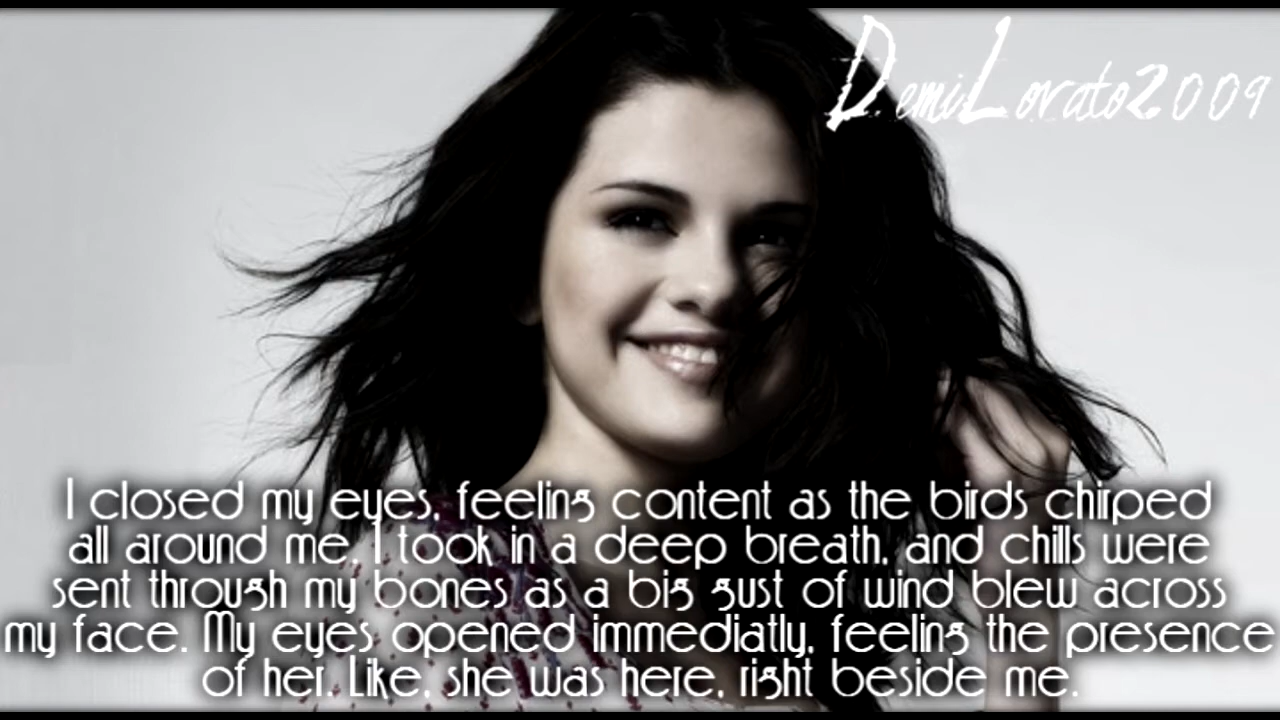 DemiLovato2009
I closed my eyes, feeling content as the birds chirped
all around me. I took in a deep breath, and chills were
sent through my bones as a big gust of wind blew across
my face. My eyes opened immediatly, feeling the presence
of her. Like, she was here, right beside me.